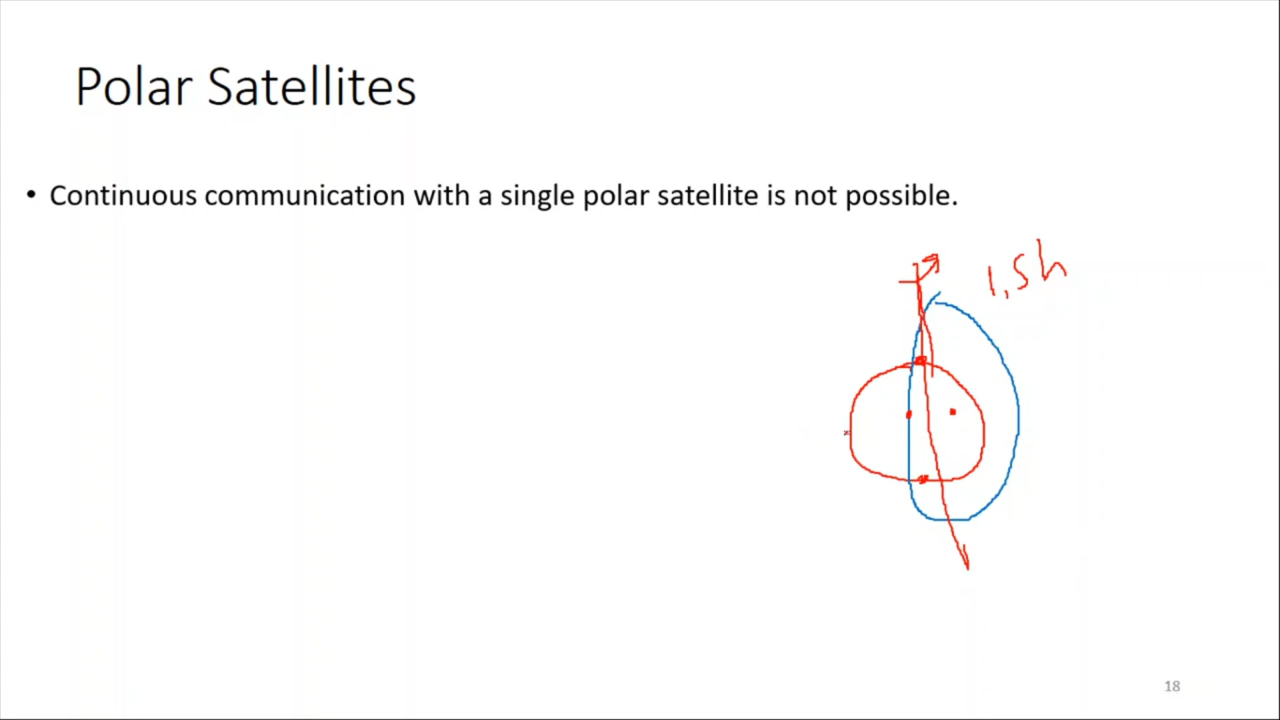 Polar Satellites
• Continuous communication with a single polar satellite is not possible.
1,5h
18